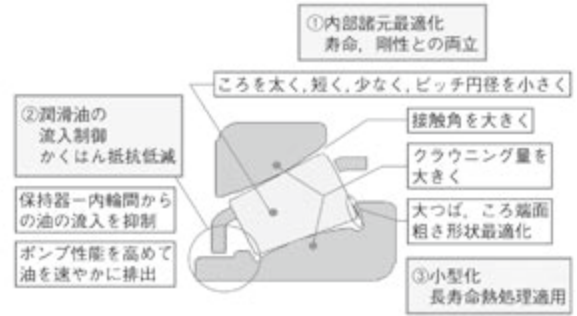 ①内部諸元最適化
寿命，剛性との両立
ころを太く，短く，少なく，ピッチ円径を小さく
②潤滑油の
流入制御
かくはん抵抗低減
接触角を大きく
クラウニング量を
大きく
保持器－内輪間から
の油の流入を抑制
大つば，ころ端面
粗さ形状最適化
ポンプ性能を高めて
油を速やかに排出
③小型化
長寿命熱処理適用